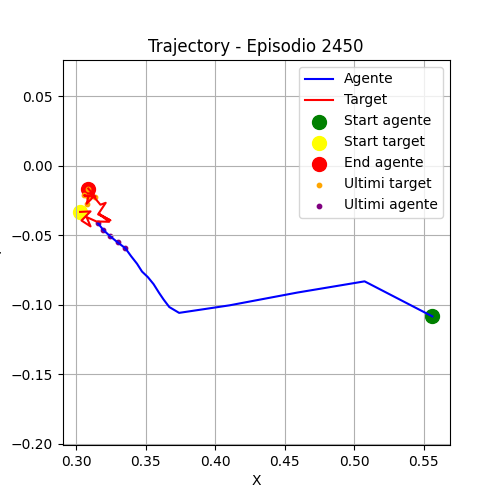 Trajectory - Episodio 2450
Agente
Target
Start agente
Start target
End agente
Ultimi target
Ultimi agente
0.05
0.00
−0.05
−0.10
−0.15
−0.20
0.30
0.35
0.40
0.45
0.50
0.55
X